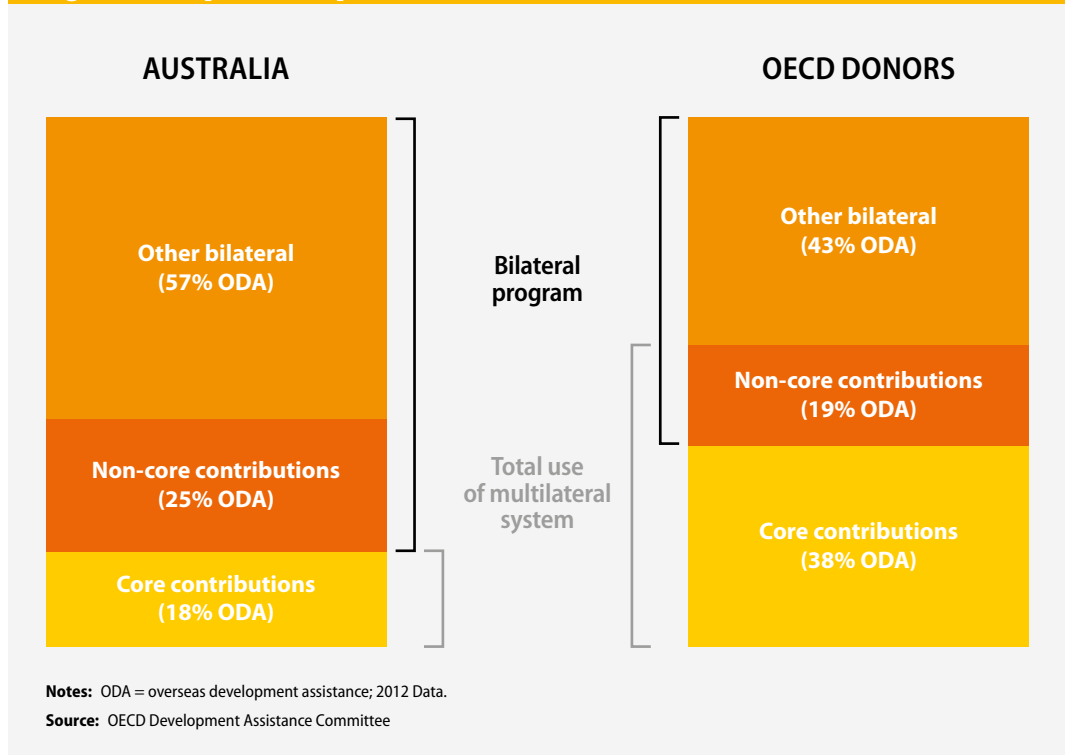 AUSTRALIA
OECD DONORS
Other bilateral
(57% ODA)
Non-core contributions
(25% ODA)
Core contributions
(18% ODA)
Bilateral
program
Total use
of multilateral
system
Other bilateral
(43% ODA)
Non-core contributions
(19% ODA)
Core contributions
(38% ODA)
Notes: ODA = overseas development assistance; 2012 Data.
Source: OECD Development Assistance Committee